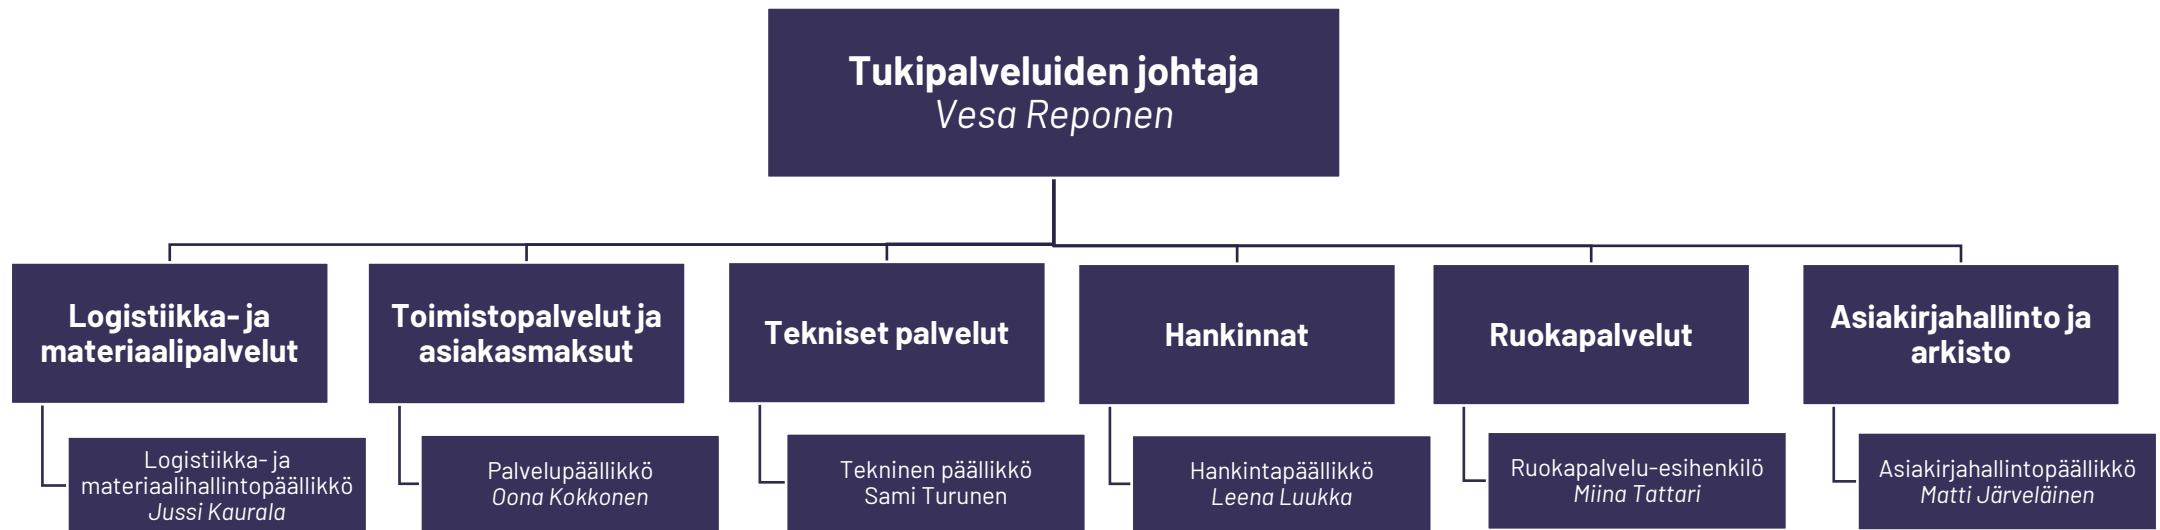 Tukipalveluiden johtaja
Vesa Reponen
Logistiikka- ja
materiaalipalvelut
Logistiikka- ja
materiaalihallintopäällikkö
Jussi Kaurala
Toimistopalvelut ja
asiakasmaksut
Palvelupäällikkö
Oona Kokkonen
Tekniset palvelut
Tekninen päällikkö
Sami Turunen
Hankinnat
Hankintapäällikkö
Leena Luukka
Ruokapalvelut
Ruokapalvelu-esihenkilö
Miina Tattari
Asiakirjahallinto ja
arkisto
Asiakirjahallintopäällikkö
Matti Järveläinen